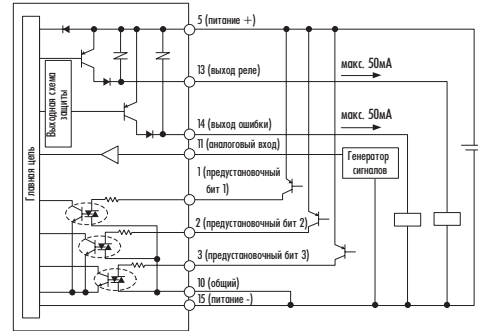 5 (питание +)
13 (выход реле)
макс. 50мА
14 (выход ошибки)
макс. 50мА
11 (аналоговый вход)
Генератор
сигналов
1 (предустановочный
бит 1)
2 (предустановочный бит 2)
3 (предустановочный бит 3)
10 (общий)
15 (питание -)
Главная цепь
Выходная схема
защиты